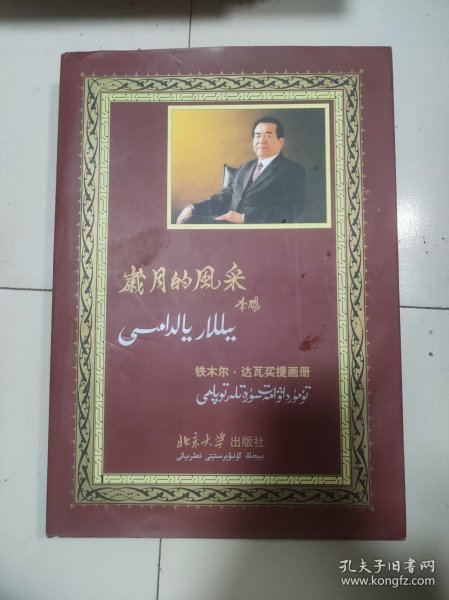 歲月的風采
李鹏
يىللار يالدامىسى
铁木尔·达瓦买提画册
تۆمۈر داۋامەت سۈرەتلەر توپلىمى
北京大学 出版社
بېيجىڭ ئۇنىۋېرسىتېتى نەشرىياتى
孔夫子旧书网
www.kongfz.com